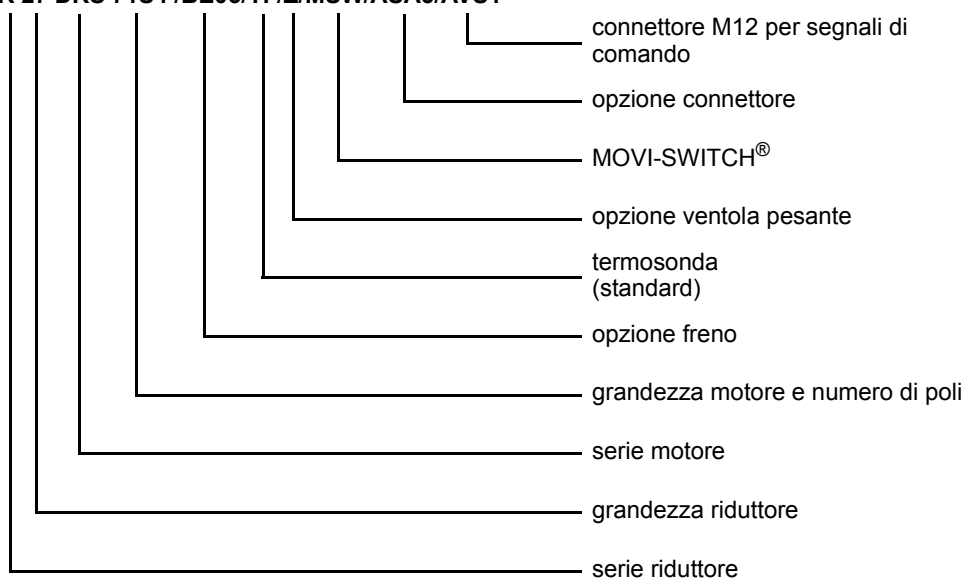 connettore M12 per segnali di
comando
opzione connettore
MOVI-SWITCH®
opzione ventola pesante
termosonda
(standard)
opzione freno
grandezza motore e numero di poli
serie motore
grandezza riduttore
serie riduttore